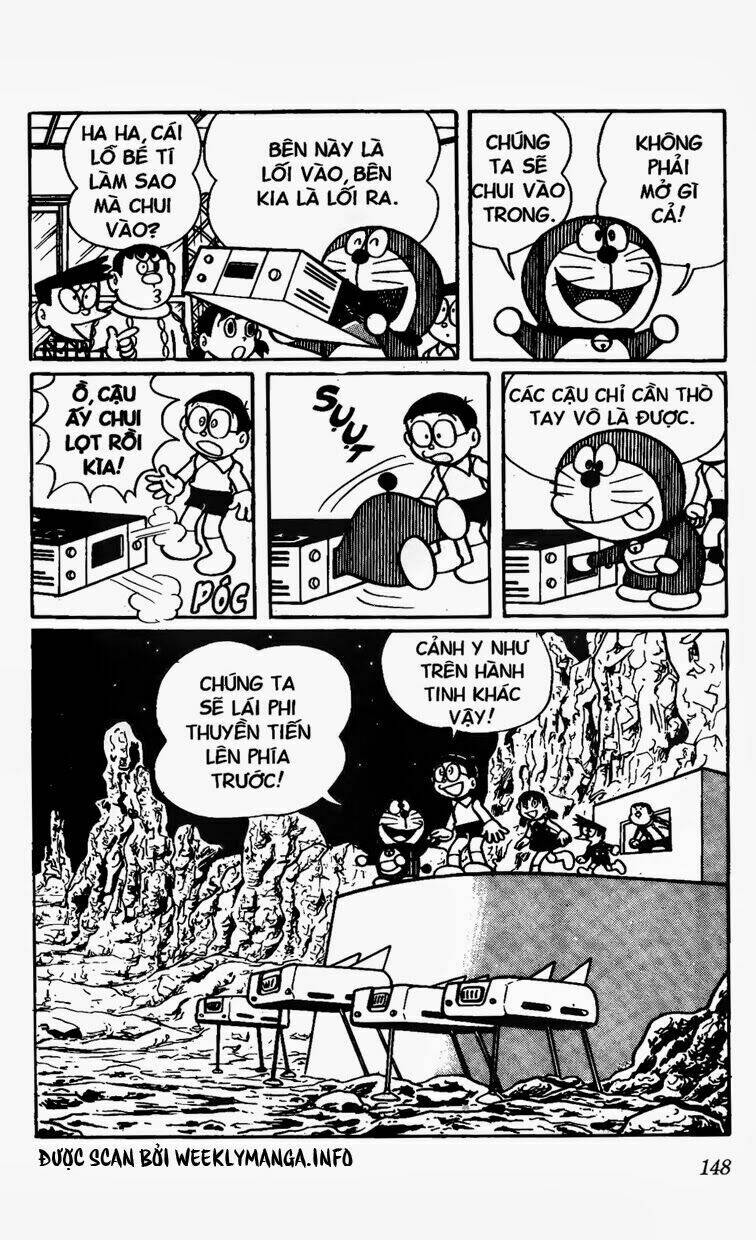 HA HA, CÁI
LỖ BÉ TÍ
LÀM SAO
MÀ CHUI
VÀO?
BÊN NÀY LÀ
LỐI VÀO, BÊN
KIA LÀ LỐI RA.
CHÚNG
TA SẼ
CHUI VÀO
TRONG.
KHÔNG
PHẢI
MỞ GÌ
CẢ!
Ồ, CẬU
ẤY CHUI
LỌT RỒI
KÌA!
PÓC
SỤỤT
CÁC CẬU CHỈ CẦN THÒ
TAY VÔ LÀ ĐƯỢC.
CHÚNG TA
SẼ LÁI PHI
THUYỀN TIẾN
LÊN PHÍA
TRƯỚC!
CẢNH Y NHƯ
TRÊN HÀNH
TINH KHÁC
VẬY!
ĐƯỢC SCAN BỞI WEEKLYMANGA.INFO
148